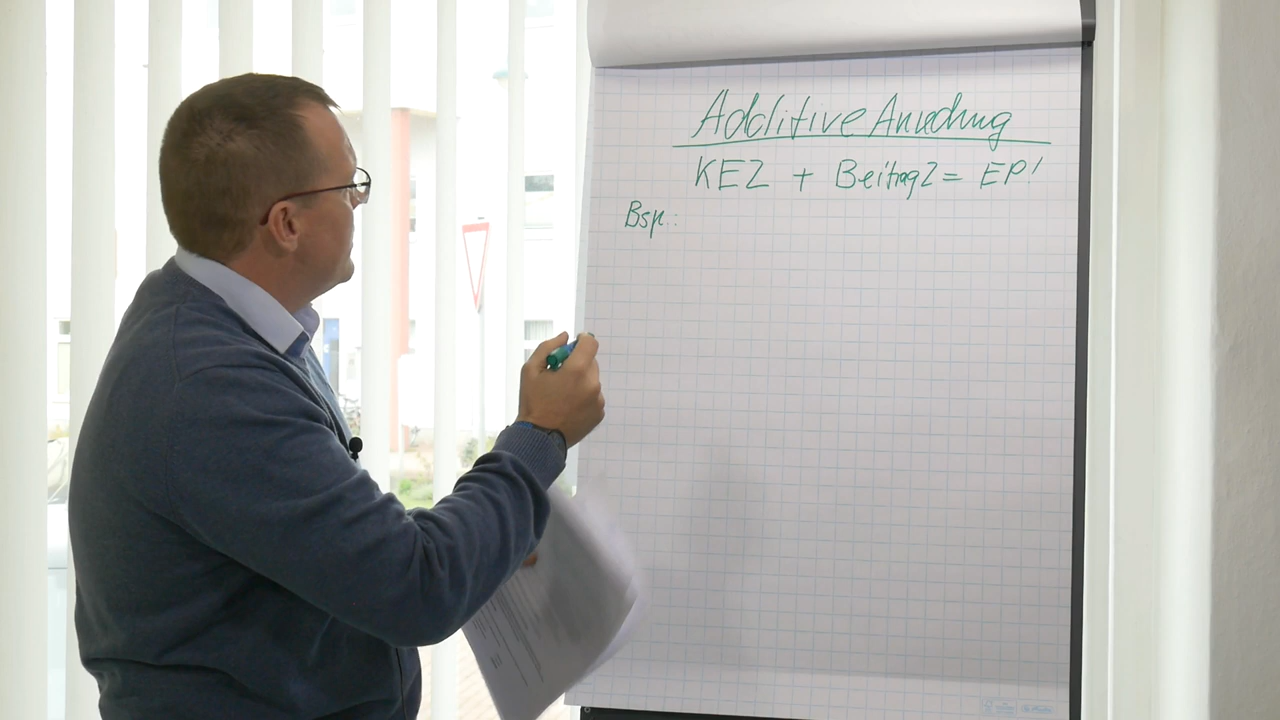 Additive Anrechnung
KEZ + BeitragZ = EP!
Bsp.: